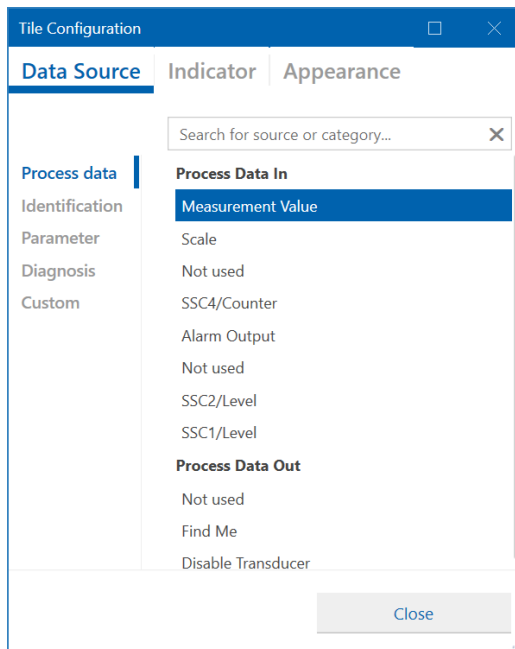 Tile Configuration
Data Source Indicator Appearance
Search for source or category...
Process data
Identification
Parameter
Diagnosis
Custom
Process Data In
Measurement Value
Scale
Not used
SSC4/Counter
Alarm Output
Not used
SSC2/Level
SSC1/Level
Process Data Out
Not used
Find Me
Disable Transducer
Close